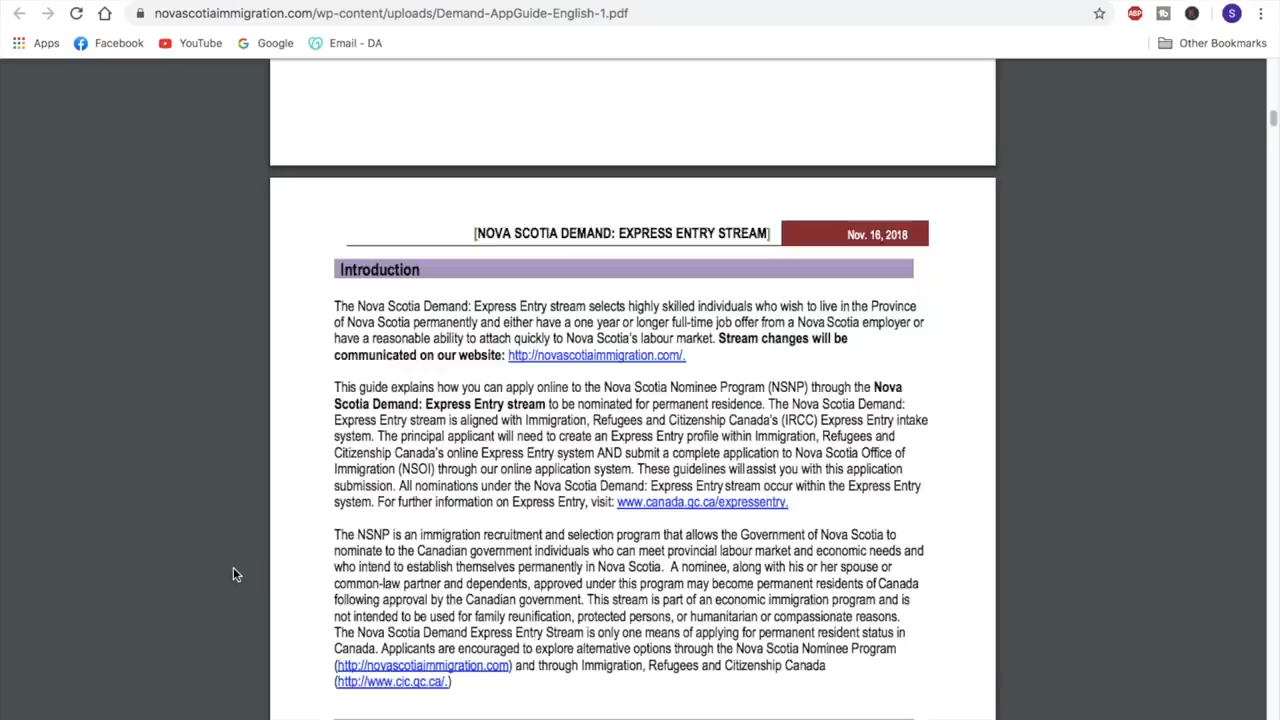 novascotiaimmigration.com/wp-content/uploads/Demand-AppGuide-English-1.pdf
ABP
S
Apps
Facebook
YouTube
Google
Email - DA
Other Bookmarks
[NOVA SCOTIA DEMAND: EXPRESS ENTRY STREAM]
Nov. 16, 2018
Introduction
The Nova Scotia Demand: Express Entry stream selects highly skilled individuals who wish to live in the Province
of Nova Scotia permanently and either have a one year or longer full-time job offer from a Nova Scotia employer or
have a reasonable ability to attach quickly to Nova Scotia's labour market. Stream changes will be
communicated on our website: http://novascotiaimmigration.com/.
This guide explains how you can apply online to the Nova Scotia Nominee Program (NSNP) through the Nova
Scotia Demand: Express Entry stream to be nominated for permanent residence. The Nova Scotia Demand:
Express Entry stream is aligned with Immigration, Refugees and Citizenship Canada's (IRCC) Express Entry intake
system. The principal applicant will need to create an Express Entry profile within Immigration, Refugees and
Citizenship Canada's online Express Entry system AND submit a complete application to Nova Scotia Office of
Immigration (NSOI) through our online application system. These guidelines will assist you with this application
submission. All nominations under the Nova Scotia Demand: Express Entry stream occur within the Express Entry
system. For further information on Express Entry, visit: www.canada.gc.ca/expressentry.
The NSNP is an immigration recruitment and selection program that allows the Government of Nova Scotia to
nominate to the Canadian government individuals who can meet provincial labour market and economic needs and
who intend to establish themselves permanently in Nova Scotia. A nominee, along with his or her spouse or
common-law partner and dependents, approved under this program may become permanent residents of Canada
following approval by the Canadian government. This stream is part of an economic immigration program and is
not intended to be used for family reunification, protected persons, or humanitarian or compassionate reasons.
The Nova Scotia Demand Express Entry Stream is only one means of applying for permanent resident status in
Canada. Applicants are encouraged to explore alternative options through the Nova Scotia Nominee Program
(http://novascotiaimmigration.com) and through Immigration, Refugees and Citizenship Canada
(http://www.cic.gc.ca/.)